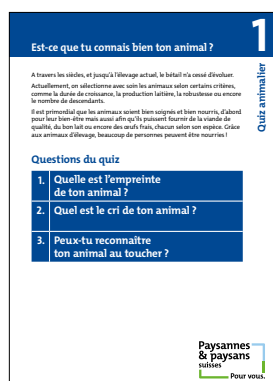 Est-ce que tu connais bien ton animal ?
1
Quiz animalier
A travers les siècles, et jusqu'à l'élevage actuel, le bétail n'a cessé d'évoluer.
Actuellement, on sélectionne avec soin les animaux selon certains critères,
comme la durée de croissance, la production laitière, la robustesse ou encore
le nombre de descendants.
Il est primordial que les animaux soient bien soignés et bien nourris, d'abord
pour leur bien-être mais aussi afin qu'ils puissent fournir de la viande de
qualité, du bon lait ou encore des œufs frais, chacun selon son espèce. Grâce
aux animaux d'élevage, beaucoup de personnes peuvent être nourries !
Questions du quiz
1. Quelle est l'empreinte
de ton animal ?
2. Quel est le cri de ton animal ?
3. Peux-tu reconnaître
ton animal au toucher ?
Paysannes
& paysans
suisses
Pour vous.